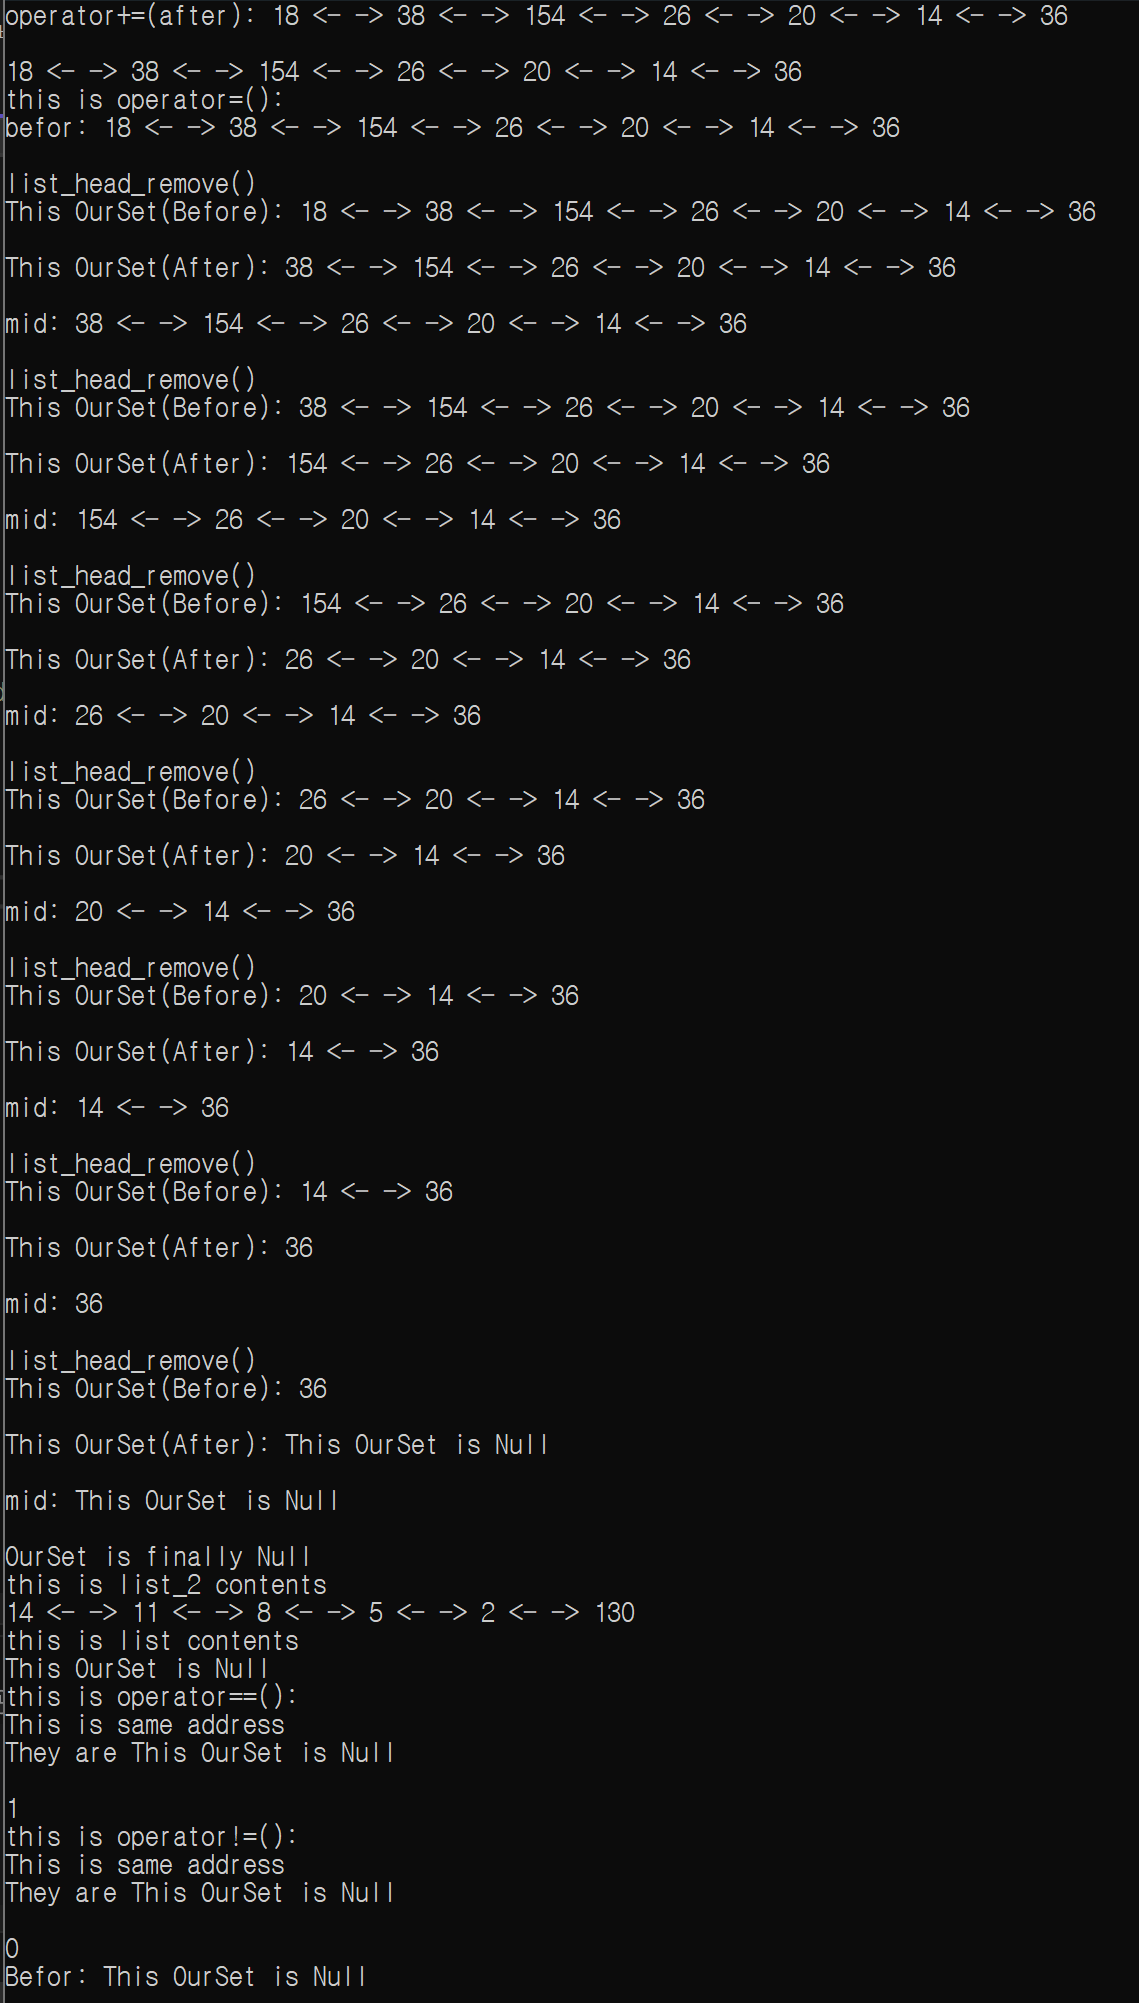 operator+=(after): 18 <- -> 38 <- -> 154 <- -> 26 <- -> 20 <- -> 14 <- -> 36
18 <- -> 38 <- -> 154 <- -> 26 <- -> 20 <- -> 14 <- -> 36
this is operator=():
befor: 18 <- -> 38 <- -> 154 <- -> 26 <- -> 20 <- -> 14 <- -> 36
list_head_remove()
This OurSet(Before): 18 <- -> 38 <- -> 154 <- -> 26 <- -> 20 <- -> 14 <- -> 36
This OurSet(After): 38 <- -> 154 <- -> 26 <- -> 20 <- -> 14 <- -> 36
mid: 38 <- -> 154 <- -> 26 <- -> 20 <- -> 14 <- -> 36
list_head_remove()
This OurSet(Before): 38 <- -> 154 <- -> 26 <- -> 20 <- -> 14 <- -> 36
This OurSet(After): 154 <- -> 26 <- -> 20 <- -> 14 <- -> 36
mid: 154 <- -> 26 <- -> 20 <- -> 14 <- -> 36
list_head_remove()
This OurSet(Before): 154 <- -> 26 <- -> 20 <- -> 14 <- -> 36
This OurSet(After): 26 <- -> 20 <- -> 14 <- -> 36
mid: 26 <- -> 20 <- -> 14 <- -> 36
list_head_remove()
This OurSet(Before): 26 <- -> 20 <- -> 14 <- -> 36
This OurSet(After): 20 <- -> 14 <- -> 36
mid: 20 <- -> 14 <- -> 36
list_head_remove()
This OurSet(Before): 20 <- -> 14 <- -> 36
This OurSet(After): 14 <- -> 36
mid: 14 <- -> 36
list_head_remove()
This OurSet(Before): 14 <- -> 36
This OurSet(After): 36
mid: 36
list_head_remove()
This OurSet(Before): 36
This OurSet(After): This OurSet is Null
mid: This OurSet is Null
OurSet is finally Null
this is list_2 contents
14 <- -> 11 <- -> 8 <- -> 5 <- -> 2 <- -> 130
this is list contents
This OurSet is Null
this is operator==():
This is same address
They are This OurSet is Null
1
this is operator!=():
This is same address
They are This OurSet is Null
0
Befor: This OurSet is Null